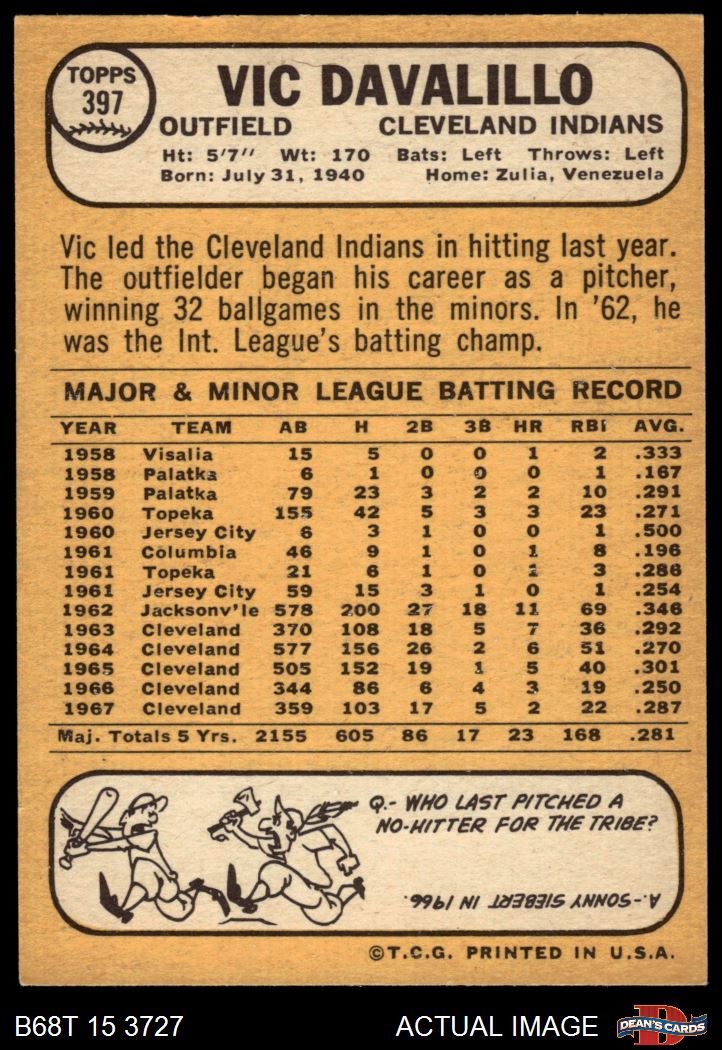 TOPPS
397
VIC DAVALILLO
OUTFIELD CLEVELAND INDIANS
Ht: 5'7" Wt: 170 Bats: Left Throws: Left
Born: July 31, 1940 Home: Zulia, Venezuela
Vic led the Cleveland Indians in hitting last year.
The outfielder began his career as a pitcher,
winning 32 ballgames in the minors. In '62, he
was the Int. League's batting champ.
MAJOR & MINOR LEAGUE BATTING RECORD
YEAR TEAM AB H 2B 3B HR RBI AVG.
1958 Visalia 15 5 0 0 1 2 .333
1958 Palatka 6 1 0 0 0 1 .167
1959 Palatka 79 23 3 2 2 10 .291
1960 Topeka 155 42 5 3 3 23 .271
1960 Jersey City 6 3 1 0 0 1 .500
1961 Columbia 46 9 1 0 1 8 .196
1961 Topeka 21 6 1 0 1 3 .286
1961 Jersey City 59 15 3 1 0 1 .254
1962 Jacksonv'le 578 200 27 18 11 69 .346
1963 Cleveland 370 108 18 5 7 36 .292
1964 Cleveland 577 156 26 2 6 51 .270
1965 Cleveland 505 152 19 1 5 40 .301
1966 Cleveland 344 86 6 4 3 19 .250
1967 Cleveland 359 103 17 5 2 22 .287
Maj. Totals 5 Yrs. 2155 605 86 17 23 168 .281
Q.- WHO LAST PITCHED A
NO-HITTER FOR THE TRIBE?
A.-SONNY SIEBERT IN 1966.
©T.C.G. PRINTED IN U.S.A.
B68T 15 3727 ACTUAL IMAGE D DEAN'S CARDS